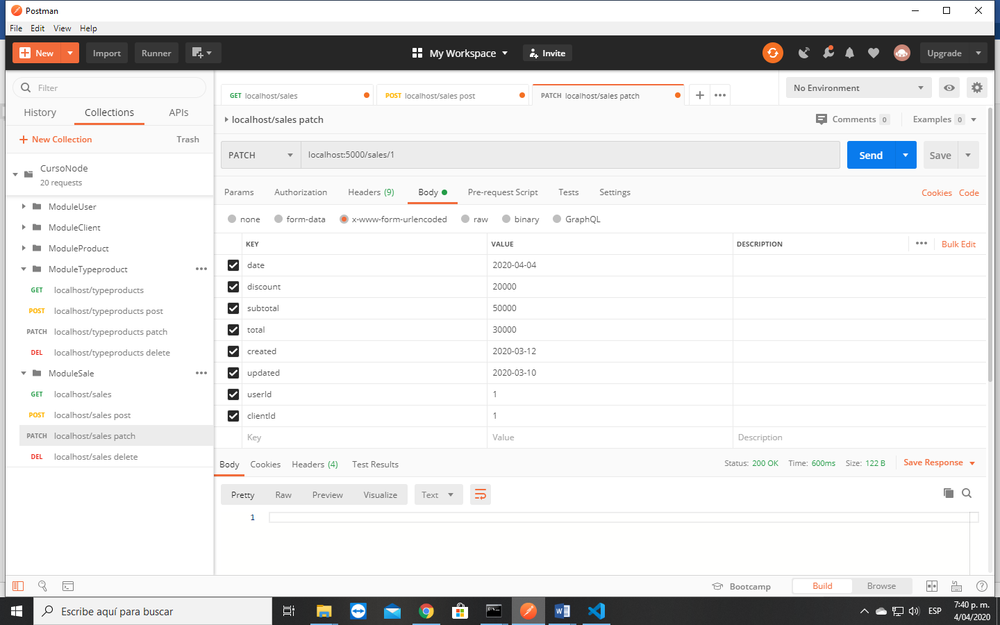 Postman
File Edit View Help
New Import Runner My Workspace Invite Upgrade
Filter
History Collections APIs
New Collection Trash
CursoNode
20 requests
ModuleUser
ModuleClient
ModuleProduct
ModuleTypeproduct
GET localhost/typeproducts
POST localhost/typeproducts post
PATCH localhost/typeproducts patch
DEL localhost/typeproducts delete
ModuleSale
GET localhost/sales
POST localhost/sales post
PATCH localhost/sales patch
DEL localhost/sales delete
GET localhost/sales POST localhost/sales post PATCH localhost/sales patch No Environment
localhost/sales patch Comments 0 Examples 0
PATCH localhost:5000/sales/1 Send Save
Params Authorization Headers (9) Body Pre-request Script Tests Settings Cookies Code
none form-data x-www-form-urlencoded raw binary GraphQL
KEY VALUE DESCRIPTION Bulk Edit
date 2020-04-04
discount 20000
subtotal 50000
total 30000
created 2020-03-12
updated 2020-03-10
userId 1
clientId 1
Key Value Description
Body Cookies Headers (4) Test Results Status: 200 OK Time: 600ms Size: 122 B Save Response
Pretty Raw Preview Visualize Text
1
Bootcamp Build Browse
Escribe aquí para buscar
ESP
7:40 p. m.
4/04/2020